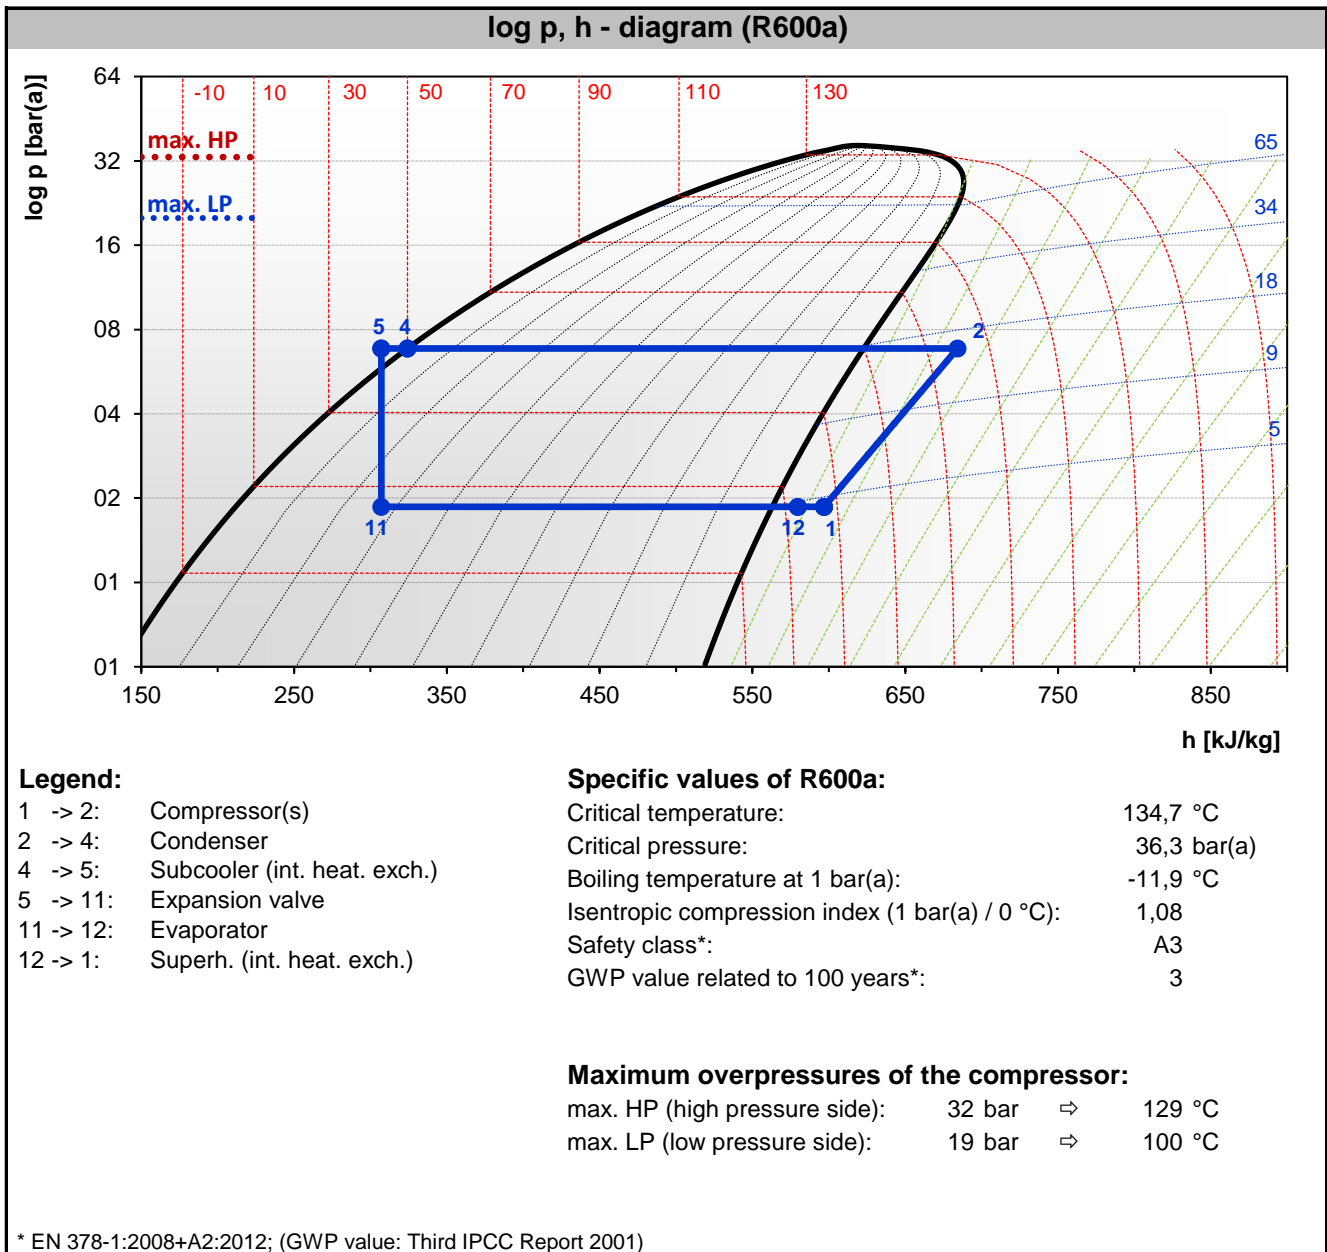 log p, h - diagram (R600a)
log p [bar(a)]
64
32
16
08
04
02
01
01
-10 10 30 50 70 90 110 130
max. HP
max. LP
65
34
18
9
5
5 4 2
11 12 1
150 250 350 450 550 650 750 850
h [kJ/kg]
Legend:
1 -> 2: Compressor(s)
2 -> 4: Condenser
4 -> 5: Subcooler (int. heat. exch.)
5 -> 11: Expansion valve
11 -> 12: Evaporator
12 -> 1: Superh. (int. heat. exch.)
Specific values of R600a:
Critical temperature: 134,7 °C
Critical pressure: 36,3 bar(a)
Boiling temperature at 1 bar(a): -11,9 °C
Isentropic compression index (1 bar(a) / 0 °C): 1,08
Safety class*: A3
GWP value related to 100 years*: 3
Maximum overpressures of the compressor:
max. HP (high pressure side): 32 bar ⇨ 129 °C
max. LP (low pressure side): 19 bar ⇨ 100 °C
* EN 378-1:2008+A2:2012; (GWP value: Third IPCC Report 2001)